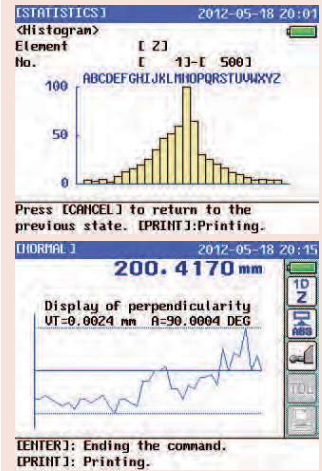 [STATISTICS] 2012-05-18 20:01
<Histogram>
Element [ Z]
No. [ 1]-[ 500]
100 ABCDEFGHIJKLMNOPQRSTUVWXYZ
50
0
Press [CANCEL] to return to the
previous state. [PRINT]:Printing.
[NORMAL ] 2012-05-18 20:15
200.4170 mm
1D
Z
Display of perpendicularity
VT=0.0024 mm A=90.0004 DEG
ABS
TOL
[ENTER]: Ending the command.
[PRINT]: Printing.